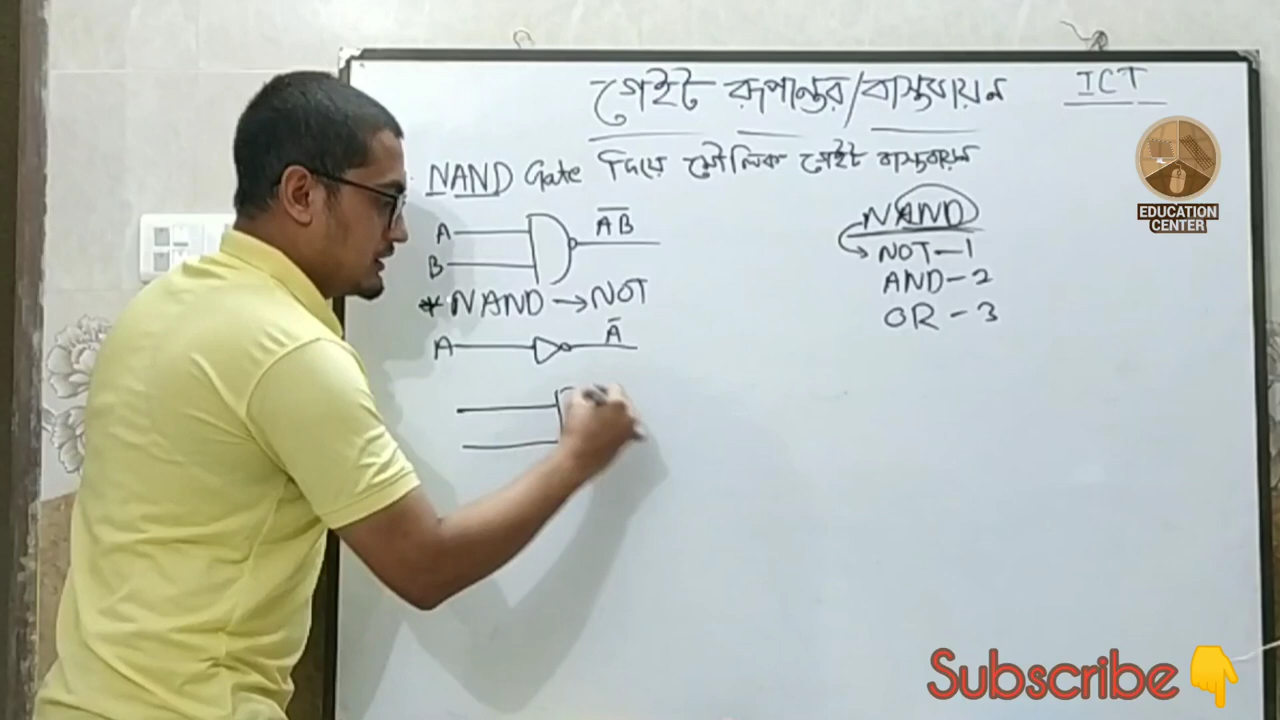 গেইট রূপান্তর/বাস্তবায়ন
ICT
NAND Gate দিয়ে মৌলিক গেইট বাস্তবায়ন
EDUCATION
CENTER
A
B
A̅B̅
NAND
NOT-1
AND-2
OR-3
*NAND→NOT
A
A̅
Subscribe